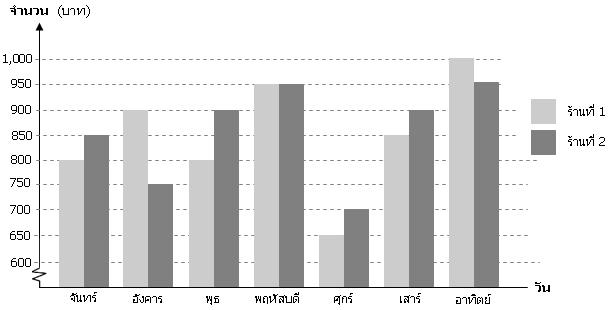 จำนวน (บาท)
1,000
950
900
850
800
750
700
650
600
ร้านที่ 1
ร้านที่ 2
จันทร์ อังคาร พุธ พฤหัสบดี ศุกร์ เสาร์ อาทิตย์ วัน